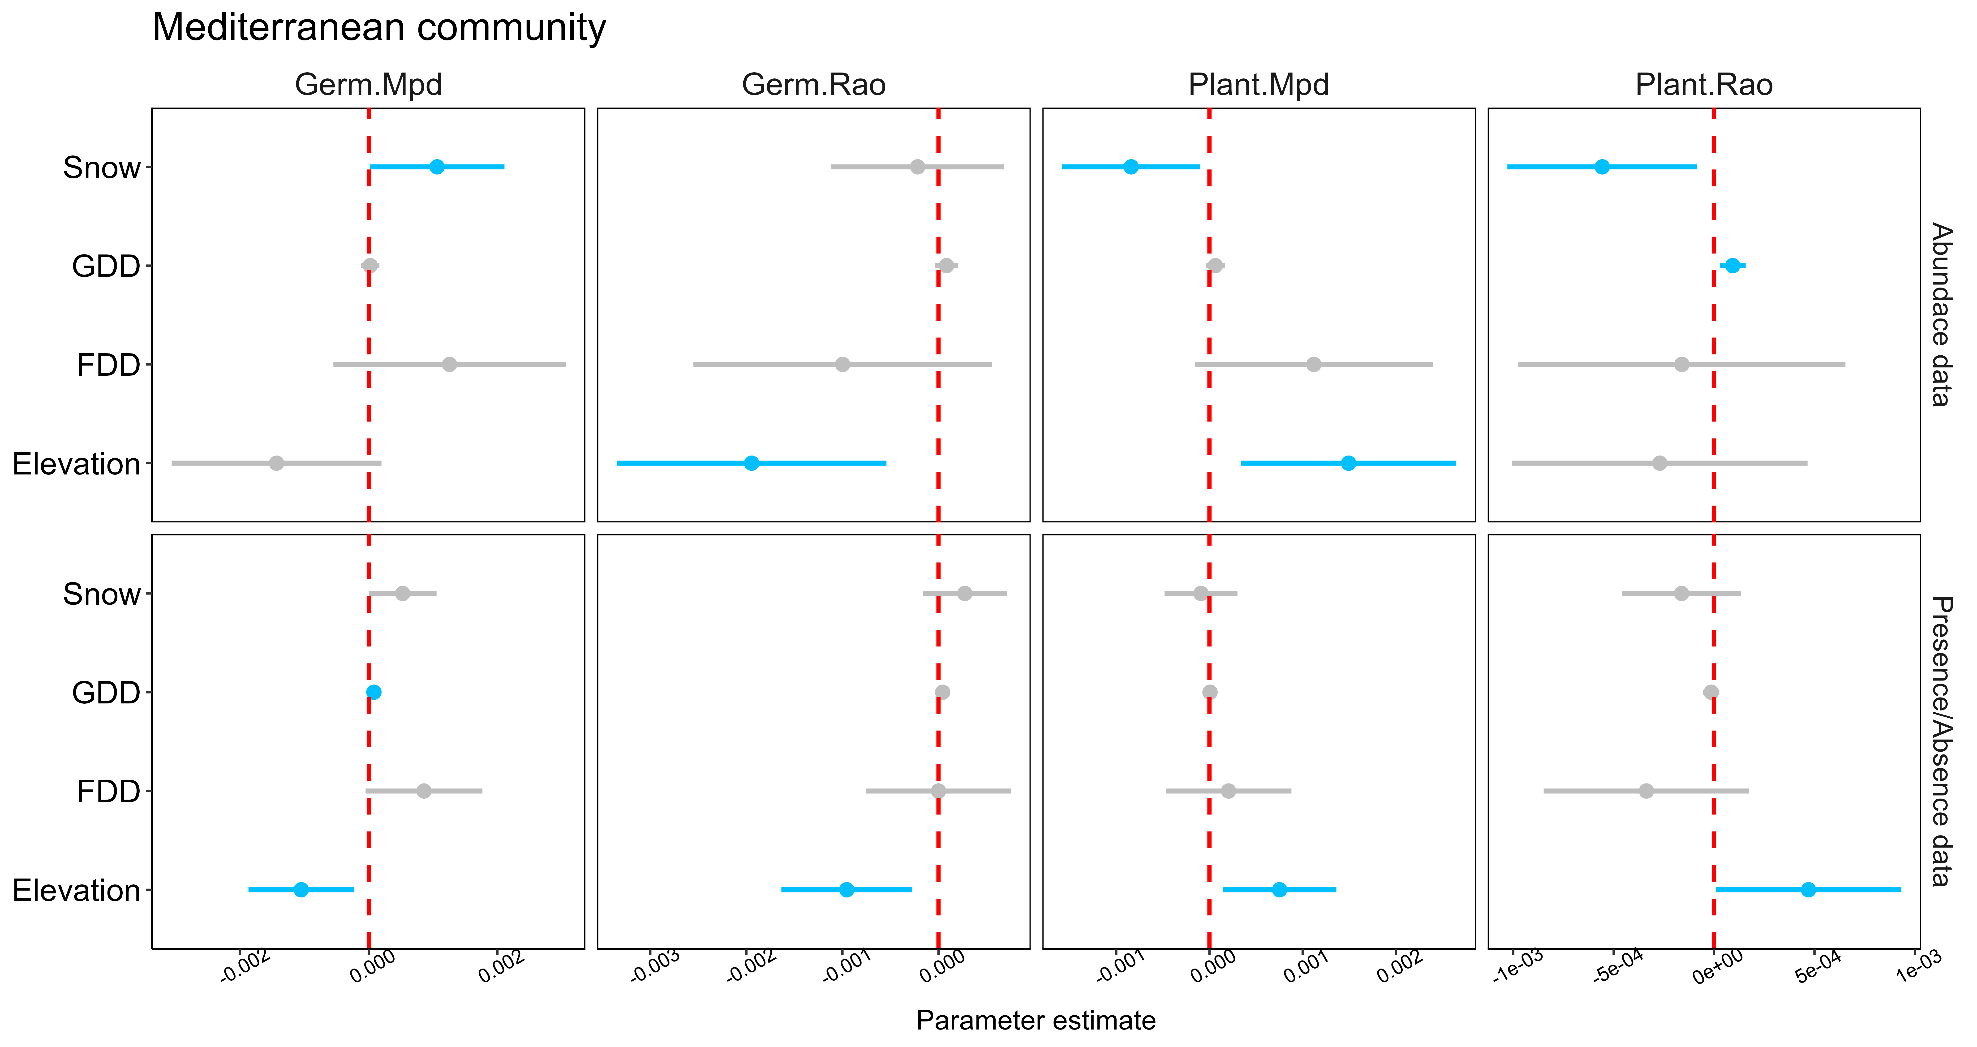 Mediterranean community
Germ.Mpd Germ.Rao Plant.Mpd Plant.Rao
Snow
GDD
FDD
Elevation
Abundace data
Snow
GDD
FDD
Elevation
Presence/Absence data
-0.002 0.000 0.002 -0.003 -0.002 -0.001 0.000 -0.001 0.000 0.001 0.002 -1e-03 -5e-04 0e+00 5e-04 1e-03
Parameter estimate